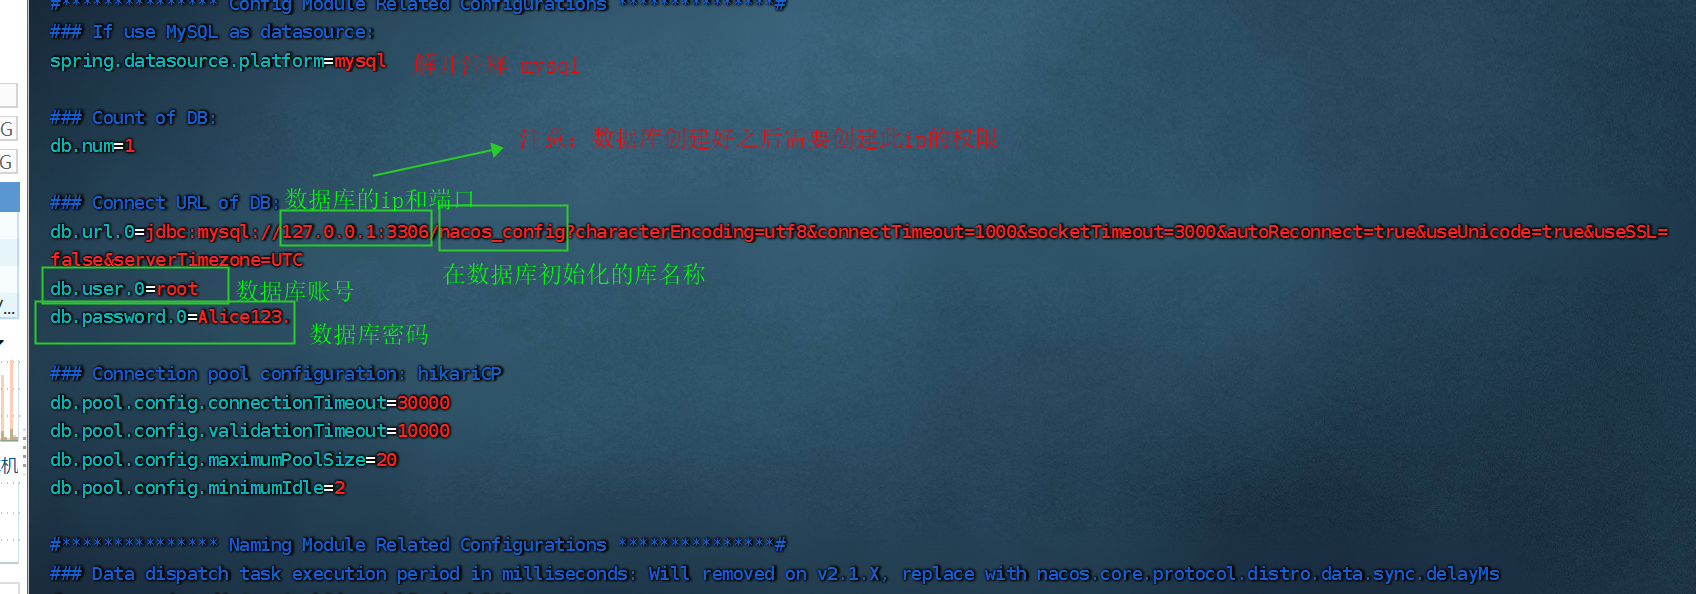 #*************** Config Module Related Configurations ***************#
### If use MySQL as datasource:
spring.datasource.platform=mysql 解开注释 mysql
G
### Count of DB:
注意：数据库创建好之后需要创建此ip的权限
db.num=1
G
数据库的ip和端口
### Connect URL of DB:
db.url.0=jdbc:mysql://127.0.0.1:3306/nacos_config?characterEncoding=utf8&connectTimeout=1000&socketTimeout=3000&autoReconnect=true&useUnicode=true&useSSL=
false&serverTimezone=UTC
在数据库初始化的库名称
db.user.0=root 数据库账号
/...
db.password.0=Alice123.
数据库密码
### Connection pool configuration: hikariCP
db.pool.config.connectionTimeout=30000
db.pool.config.validationTimeout=10000
db.pool.config.maximumPoolSize=20
机
db.pool.config.minimumIdle=2
#*************** Naming Module Related Configurations ***************#
### Data dispatch task execution period in milliseconds: Will removed on v2.1.X, replace with nacos.core.protocol.distro.data.sync.delayMs